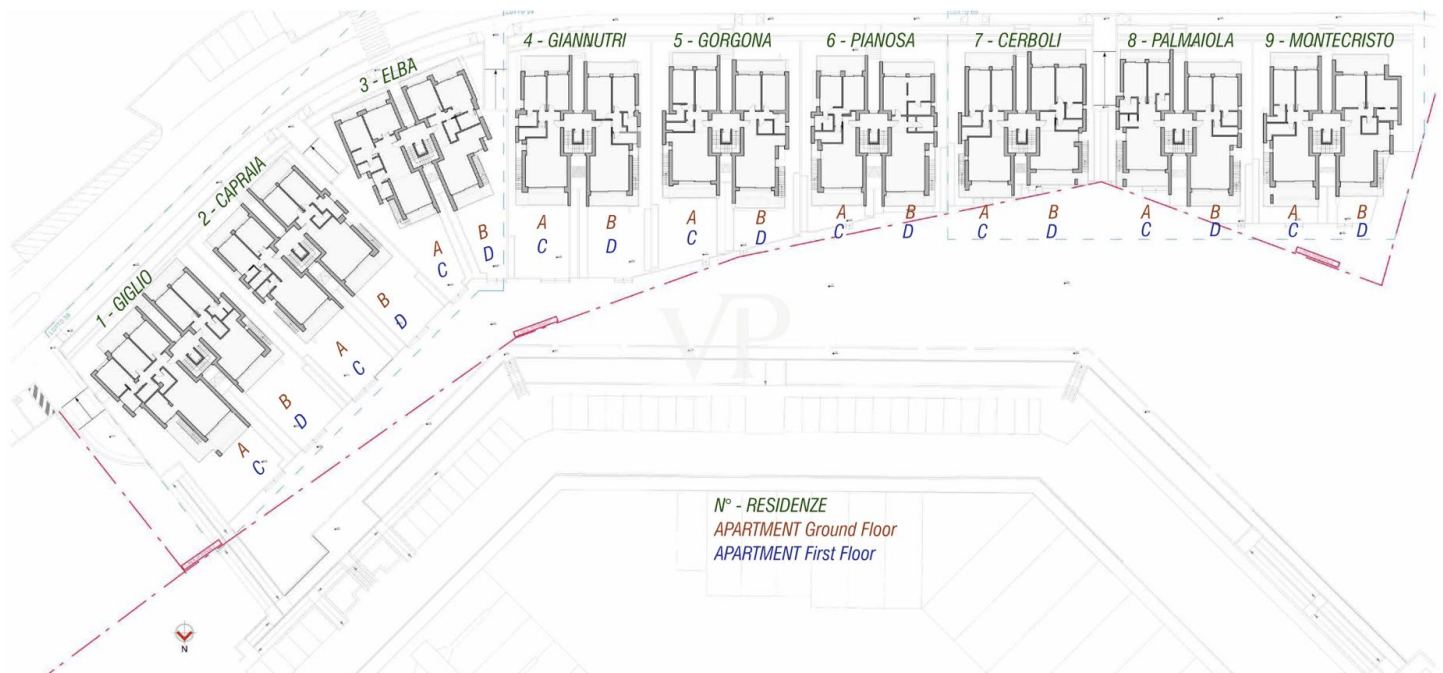 4 - GIANNUTRI
5 - GORGONA
6 - PIANOSA
7 - CERBOLI
8 - PALMAIOLA
9 - MONTECRISTO
3 - ELBA
2 - CAPRAIA
1 - GIGLIO
A
C
B
D
A
C
B
D
A
C
B
D
A
C
B
D
A
C
B
D
A
C
B
D
A
C
B
D
A
C
B
D
A
C
B
D
VP
N° - RESIDENZE
APARTMENT Ground Floor
APARTMENT First Floor
N